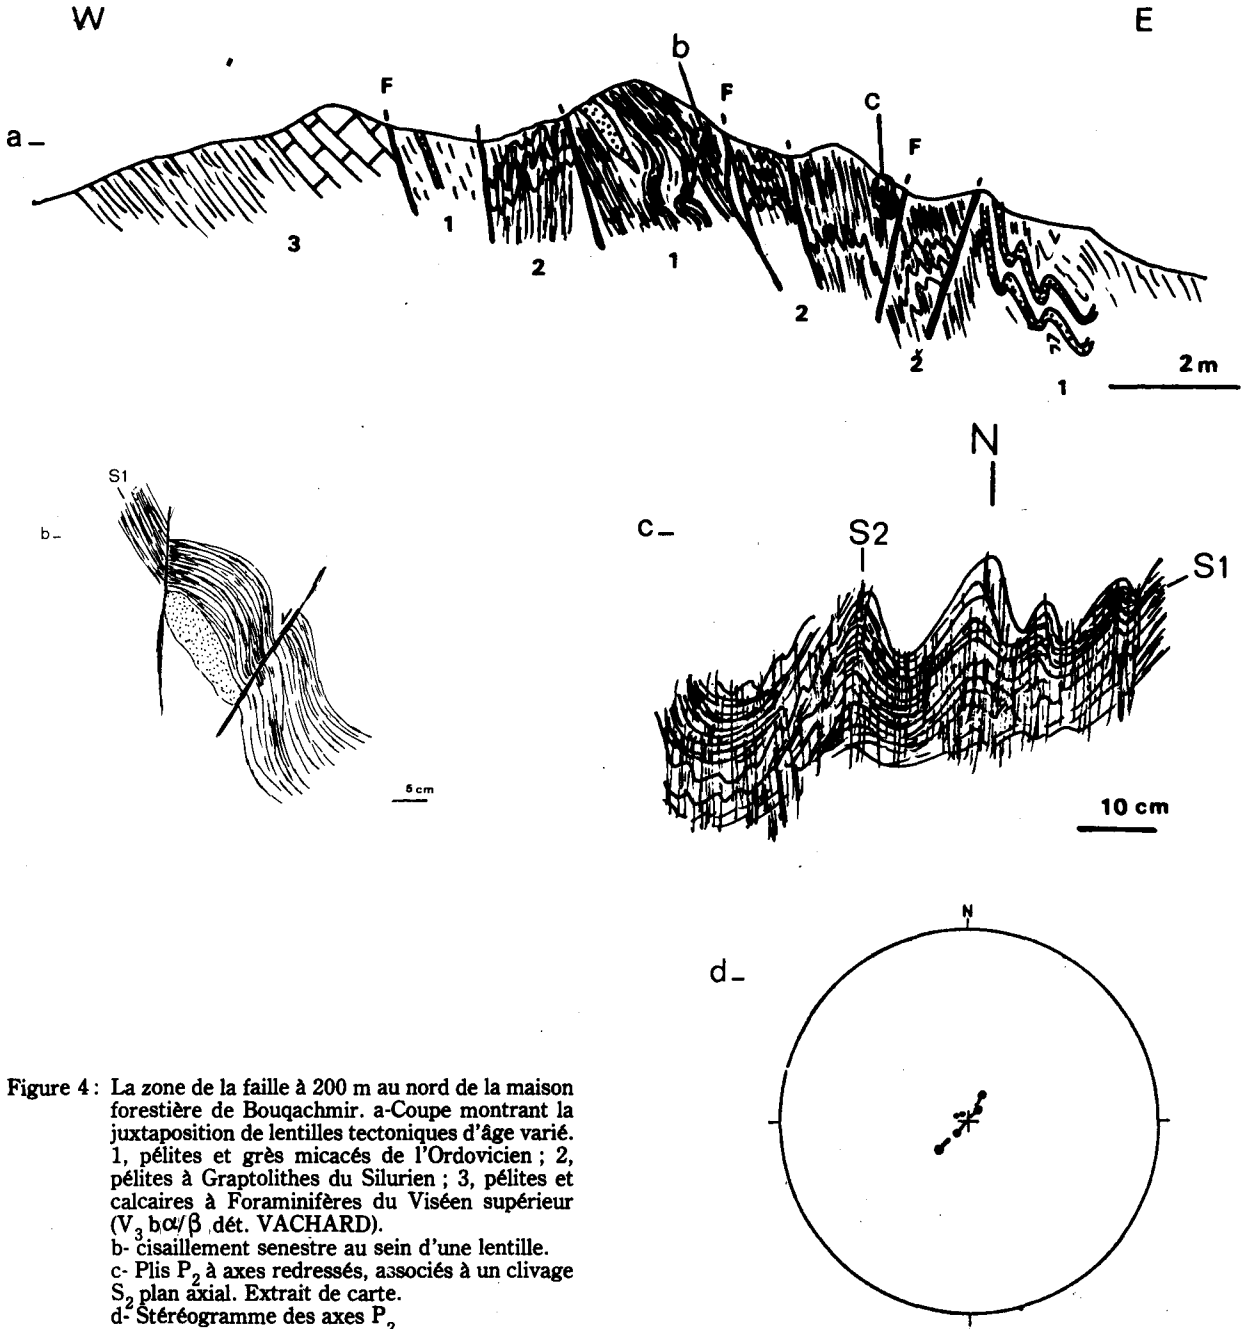 W E
b
F F C
a_ F
3 1 2 1 2 2 1
2 m
N
S1
b_ c_ S2
S1
5 cm
10 cm
N
d_
Figure 4 : La zone de la faille à 200 m au nord de la maison
forestière de Bouqachmir. a-Coupe montrant la
juxtaposition de lentilles tectoniques d'âge varié.
1, pélites et grès micacés de l'Ordovicien ; 2,
pélites à Graptolithes du Silurien ; 3, pélites et
calcaires à Foraminifères du Viséen supérieur
(V₃ bα/β dét. VACHARD).
b- cisaillement senestre au sein d'une lentille.
c- Plis P₂ à axes redressés, associés à un clivage
S₂ plan axial. Extrait de carte.
d- Stéréogramme des axes P₂